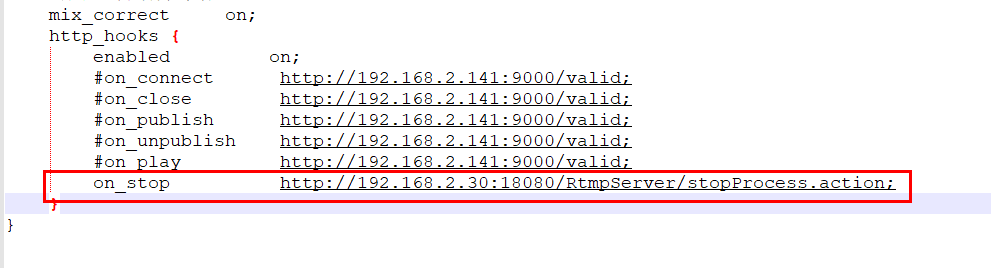 mix_correct on;
http_hooks {
enabled on;
#on_connect http://192.168.2.141:9000/valid;
#on_close http://192.168.2.141:9000/valid;
#on_publish http://192.168.2.141:9000/valid;
#on_unpublish http://192.168.2.141:9000/valid;
#on_play http://192.168.2.141:9000/valid;
on_stop http://192.168.2.30:18080/RtmpServer/stopProcess.action;
}
}